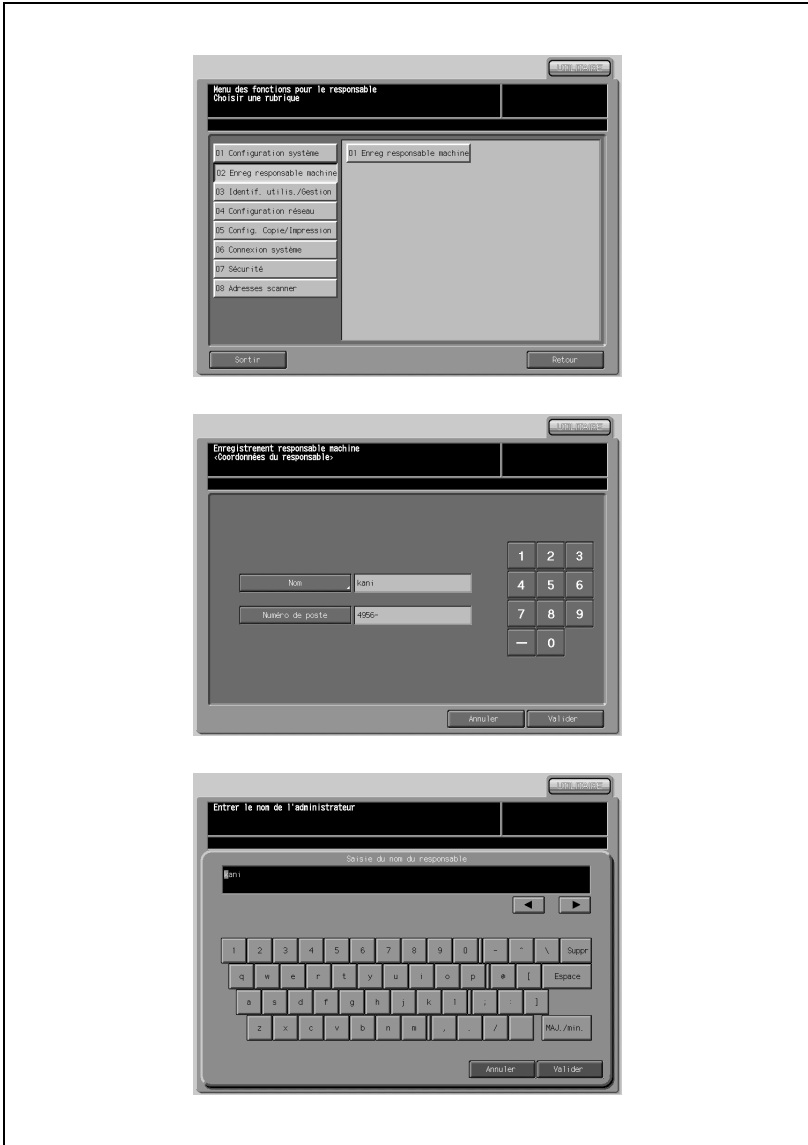 UTILITAIRE
Menu des fonctions pour le responsable
Choisir une rubrique
01 Configuration système
01 Enreg responsable machine
02 Enreg responsable machine
03 Identif. utilis./Gestion
04 Configuration réseau
05 Config. Copie/Impression
06 Connexion système
07 Sécurité
08 Adresses scanner
Sortir
Retour
UTILITAIRE
Enregistrement responsable machine
<Coordonnées du responsable>
1 2 3
Nom
kani
4 5 6
Numéro de poste
4956-
7 8 9
— 0
Annuler
Valider
UTILITAIRE
Entrer le nom de l'administrateur
Saisie du nom du responsable
kani
◄ ►
1 2 3 4 5 6 7 8 9 0 - ^ \ Suppr
q w e r t y u i o p @ [ Espace
a s d f g h j k l ; : ]
z x c v b n m , . / MAJ./min.
Annuler
Valider